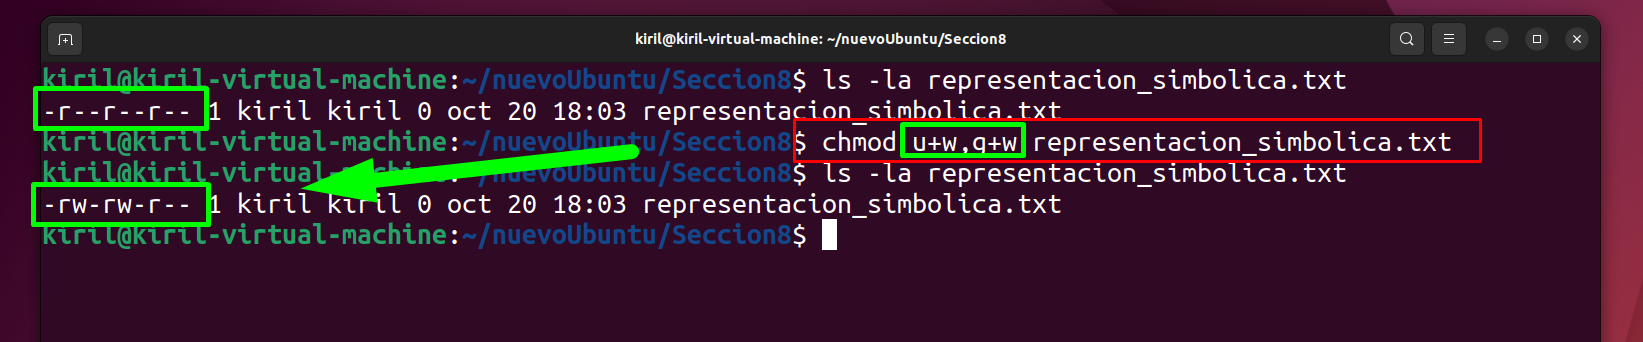 kiril@kiril-virtual-machine: ~/nuevoUbuntu/Seccion8
kiril@kiril-virtual-machine:~/nuevoUbuntu/Seccion8$ ls -la representacion_simbolica.txt
-r--r--r-- 1 kiril kiril 0 oct 20 18:03 representacion_simbolica.txt
kiril@kiril-virtual-machine:~/nuevoUbuntu/Seccion8$ chmod u+w,g+w representacion_simbolica.txt
kiril@kiril-virtual-machine:~/nuevoUbuntu/Seccion8$ ls -la representacion_simbolica.txt
-rw-rw-r-- 1 kiril kiril 0 oct 20 18:03 representacion_simbolica.txt
kiril@kiril-virtual-machine:~/nuevoUbuntu/Seccion8$